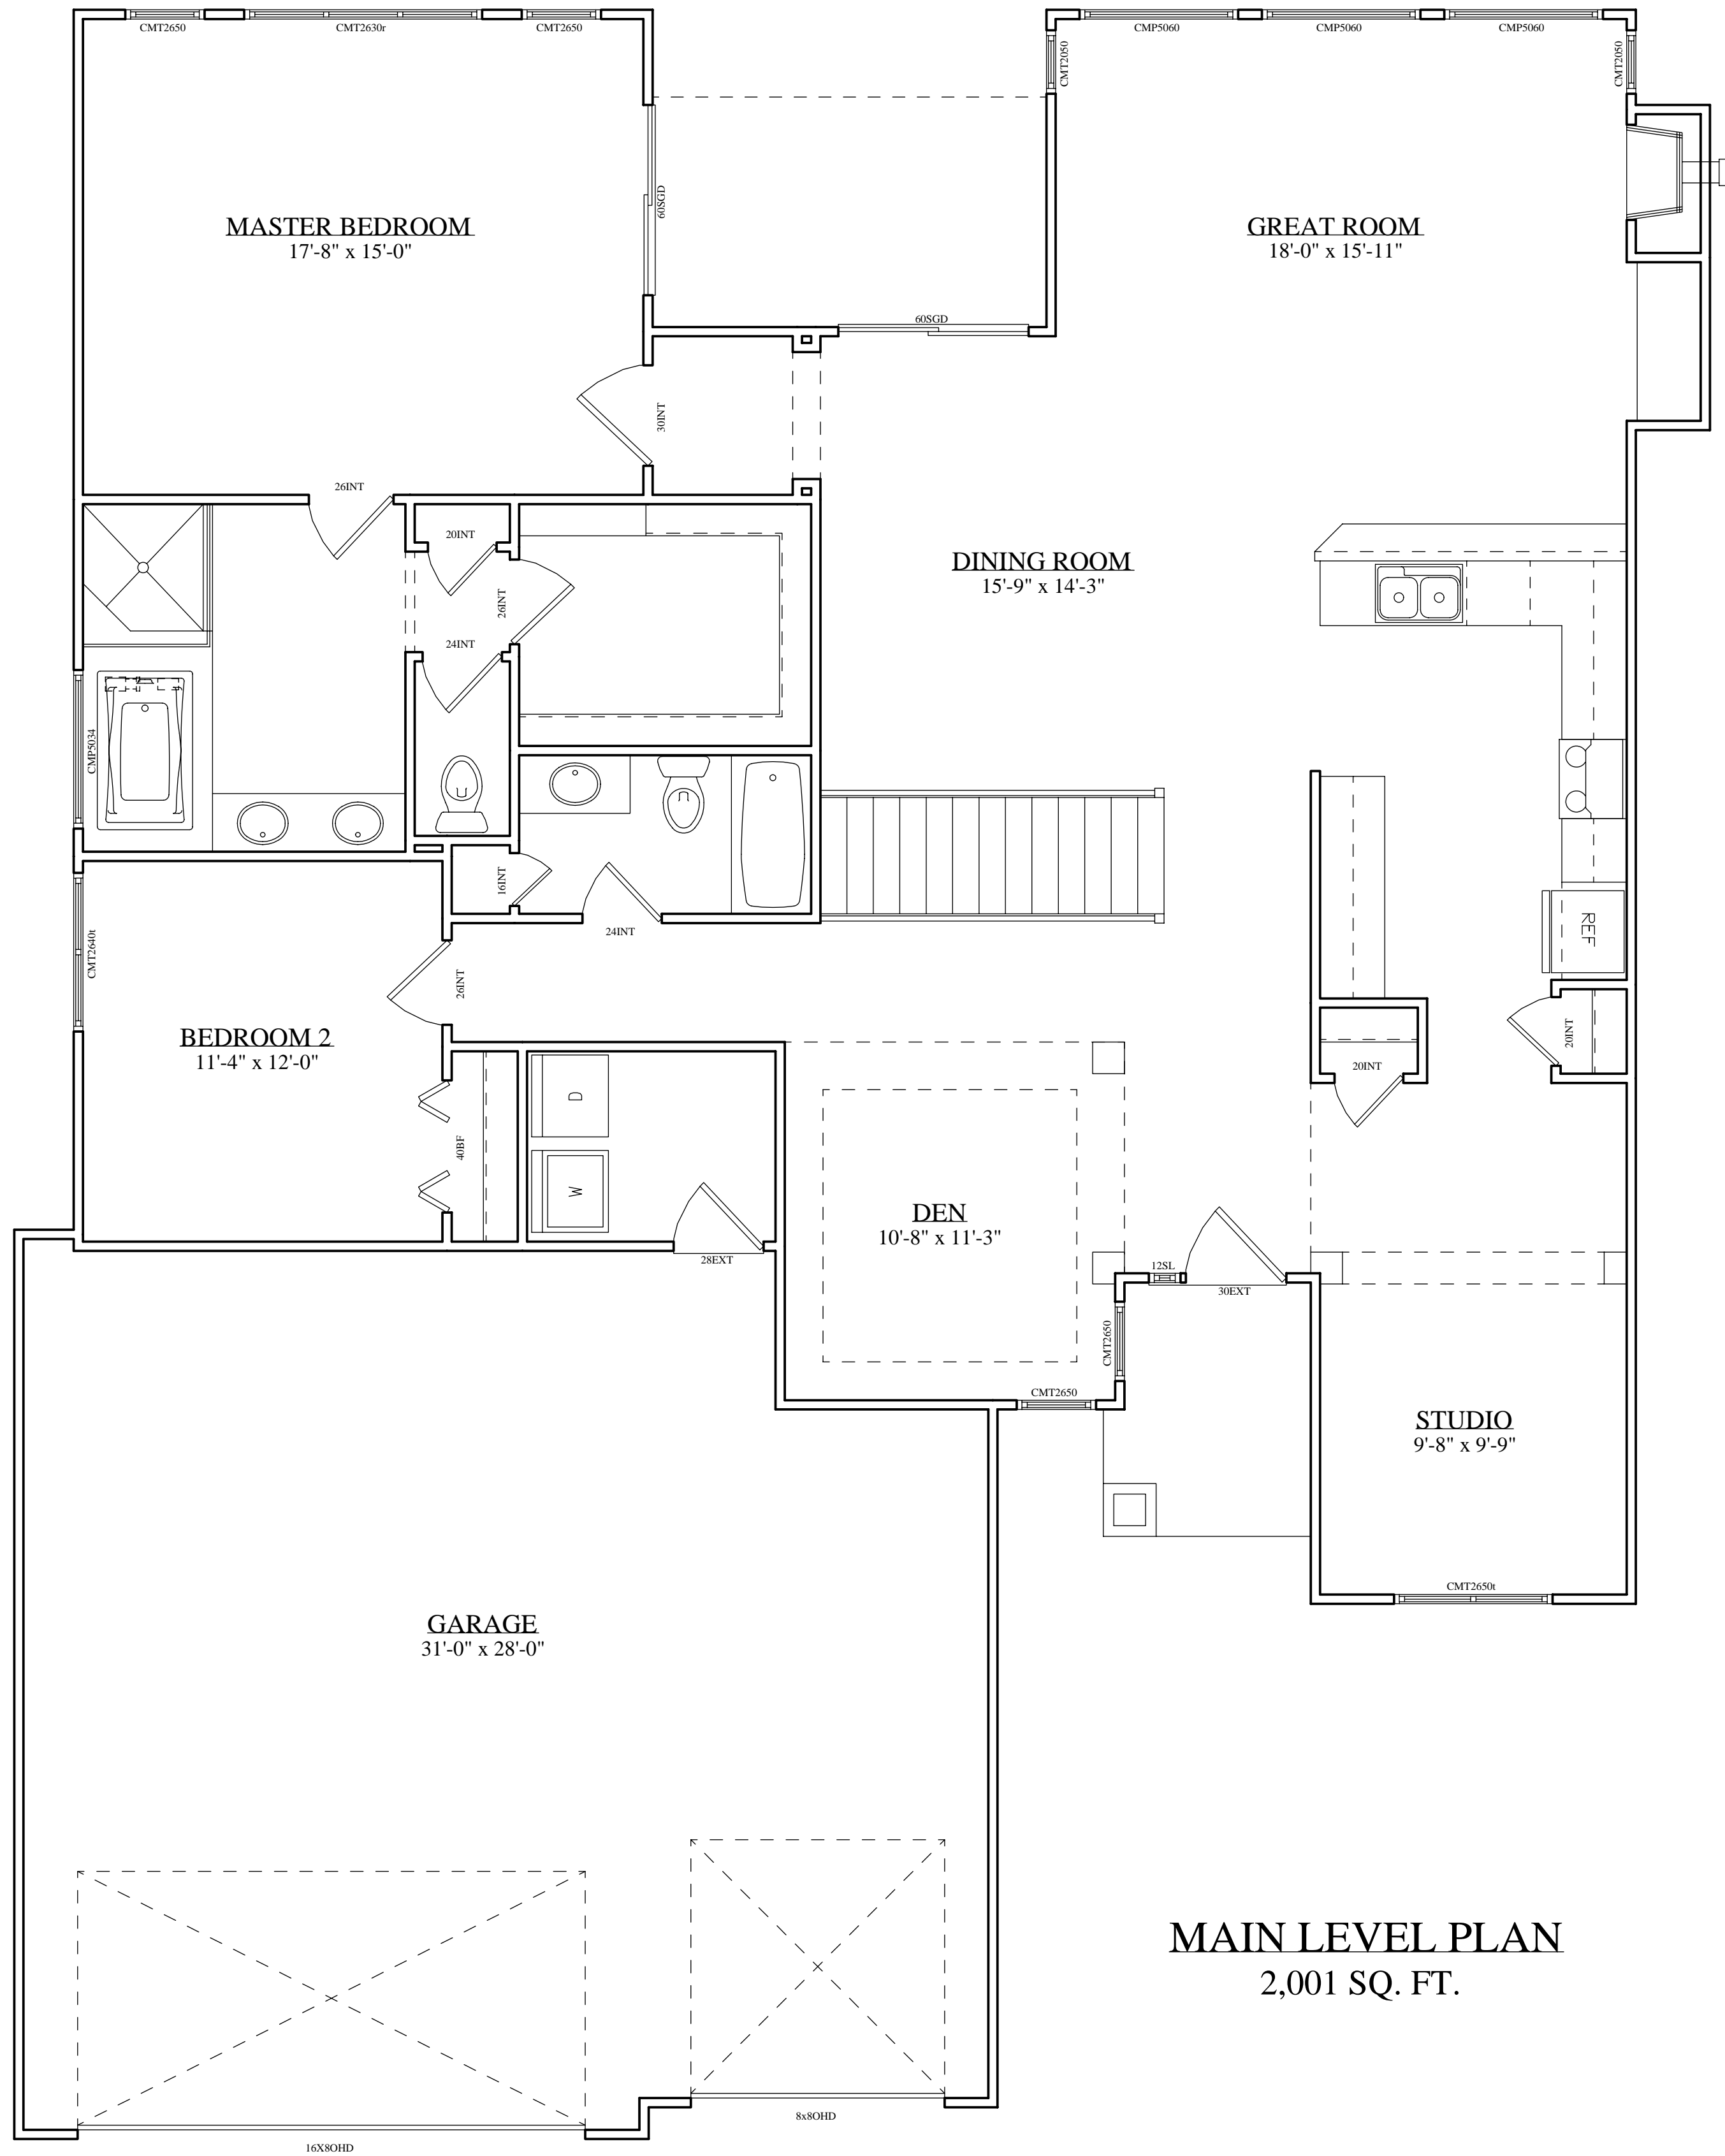 CMT2650
CMT2630r
CMT2650
CMP5060
CMP5060
CMP5060
CMT2050
CMT2050
60SGD
MASTER BEDROOM
17'-8" x 15'-0"
GREAT ROOM
18'-0" x 15'-11"
60SGD
30INT
26INT
20INT
26INT
24INT
DINING ROOM
15'-9" x 14'-3"
CMP5034
16INT
24INT
REF
CMT2640t
26INT
BEDROOM 2
11'-4" x 12'-0"
20INT
20INT
D
40BF
W
DEN
10'-8" x 11'-3"
28EXT
12SL
30EXT
CMT2650
CMT2650
STUDIO
9'-8" x 9'-9"
CMT2650t
GARAGE
31'-0" x 28'-0"
MAIN LEVEL PLAN
2,001 SQ. FT.
8x8OHD
16X8OHD